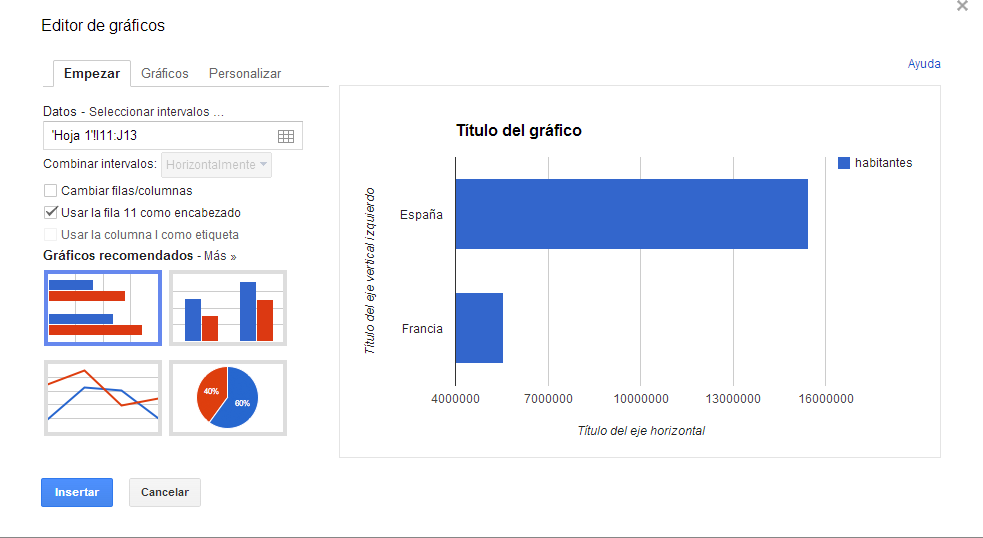 Editor de gráficos
Empezar Gráficos Personalizar
Ayuda
Datos - Seleccionar intervalos ...
'Hoja 1'!I11:J13
Combinar intervalos: Horizontalmente
Cambiar filas/columnas
Usar la fila 11 como encabezado
Usar la columna I como etiqueta
Gráficos recomendados - Más »
40%
60%
Insertar
Cancelar
Título del gráfico
habitantes
Título del eje vertical izquierdo
España
Francia
4000000 7000000 10000000 13000000 16000000
Título del eje horizontal